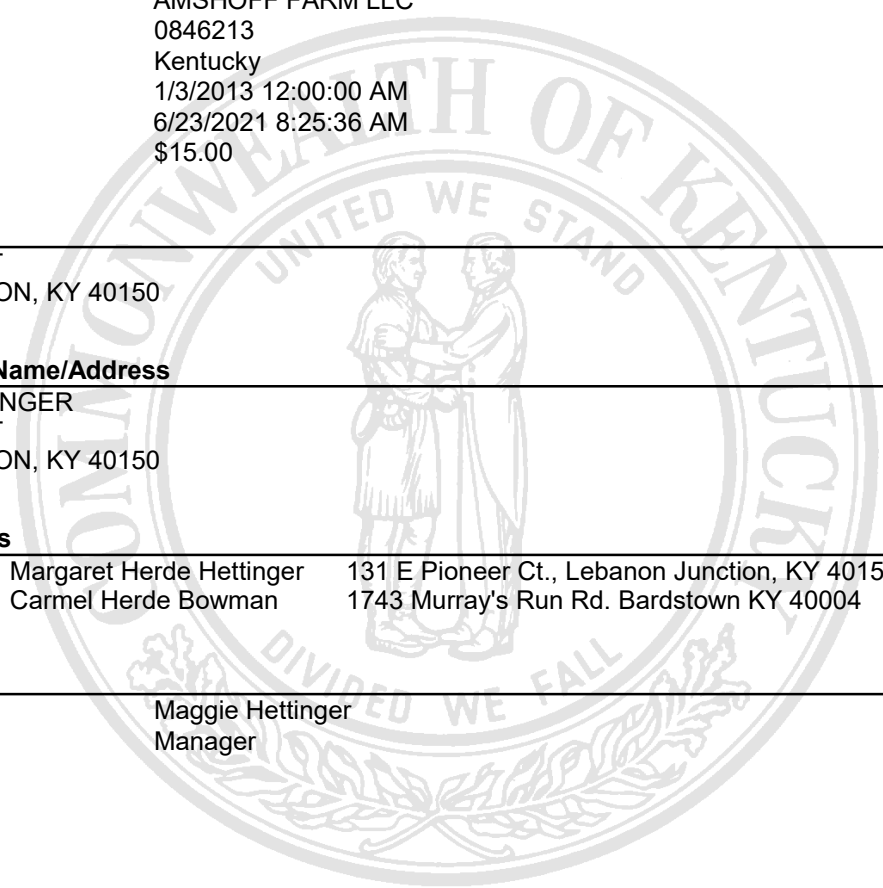 AMSHOFF FARM LLC
0846213
Kentucky
1/3/2013 12:00:00 AM
6/23/2021 8:25:36 AM
$15.00
COMMONWEALTH OF KENTUCKY
UNITED WE STAND
ON, KY 40150
Name/Address
NGER
ON, KY 40150
s
Margaret Herde Hettinger 131 E Pioneer Ct., Lebanon Junction, KY 4015
Carmel Herde Bowman 1743 Murray's Run Rd. Bardstown KY 40004
DIVIDED WE FALL
Maggie Hettinger
Manager